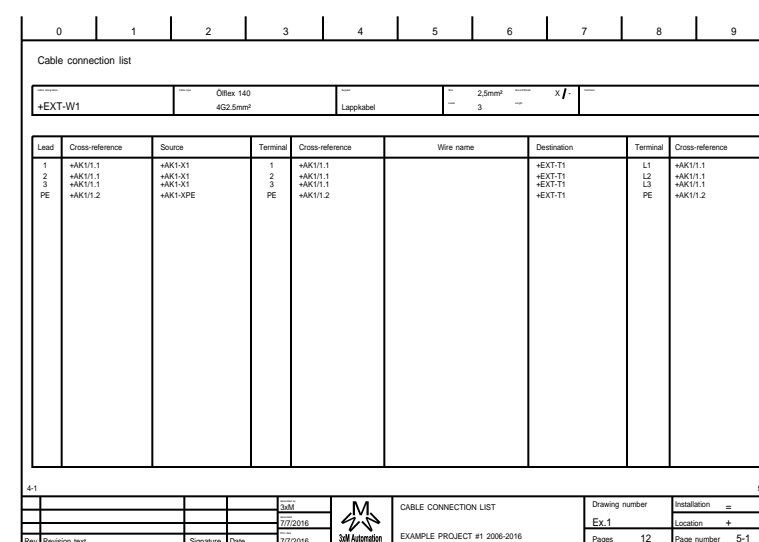 0 1 2 3 4 5 6 7 8 9
Cable connection list
Ölflex 140 2,5mm² X / -
+EXT-W1 4G2.5mm² Lappkabel 3
Lead Cross-reference Source Terminal Cross-reference Wire name Destination Terminal Cross-reference
1 +AK1/1.1 +AK1-X1 1 +AK1/1.1 +EXT-T1 L1 +AK1/1.1
2 +AK1/1.1 +AK1-X1 2 +AK1/1.1 +EXT-T1 L2 +AK1/1.1
3 +AK1/1.1 +AK1-X1 3 +AK1/1.1 +EXT-T1 L3 +AK1/1.1
PE +AK1/1.2 +AK1-XPE PE +AK1/1.2 +EXT-T1 PE +AK1/1.2
4-1
3xM CABLE CONNECTION LIST Drawing number Installation =
7/7/2016 Ex.1 Location +
Rev Revision text Signature Date 7/7/2016 3xM Automation EXAMPLE PROJECT #1 2006-2016 Pages 12 Page number 5-1